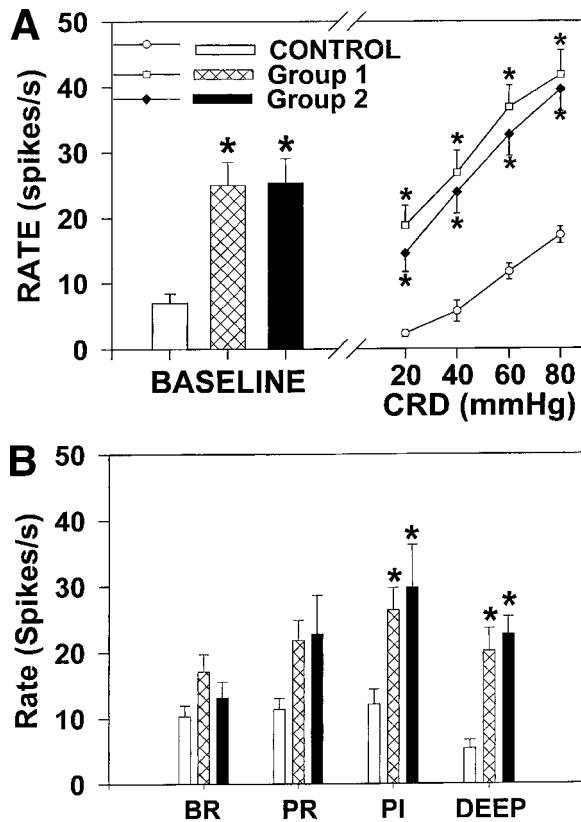 A
RATE (spikes/s)
50
40
30
20
10
0
CONTROL
Group 1
Group 2
* *
* * * *
* * * *
BASELINE
20 40 60 80
CRD (mmHg)
B
Rate (Spikes/s)
50
40
30
20
10
0
* *
* *
BR PR PI DEEP